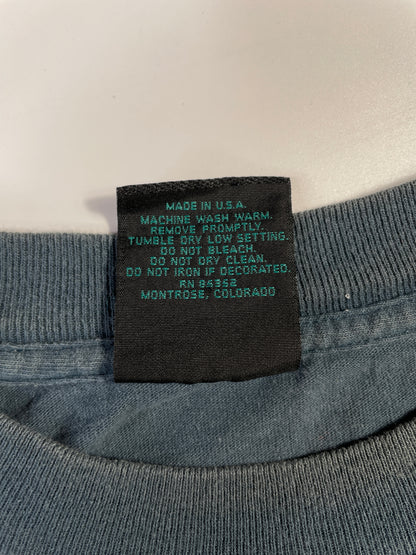 MADE IN U.S.A.
MACHINE WASH WARM.
REMOVE PROMPTLY.
TUMBLE DRY LOW SETTING.
DO NOT BLEACH.
DO NOT DRY CLEAN.
DO NOT IRON IF DECORATED.
RN 84352
MONTROSE, COLORADO